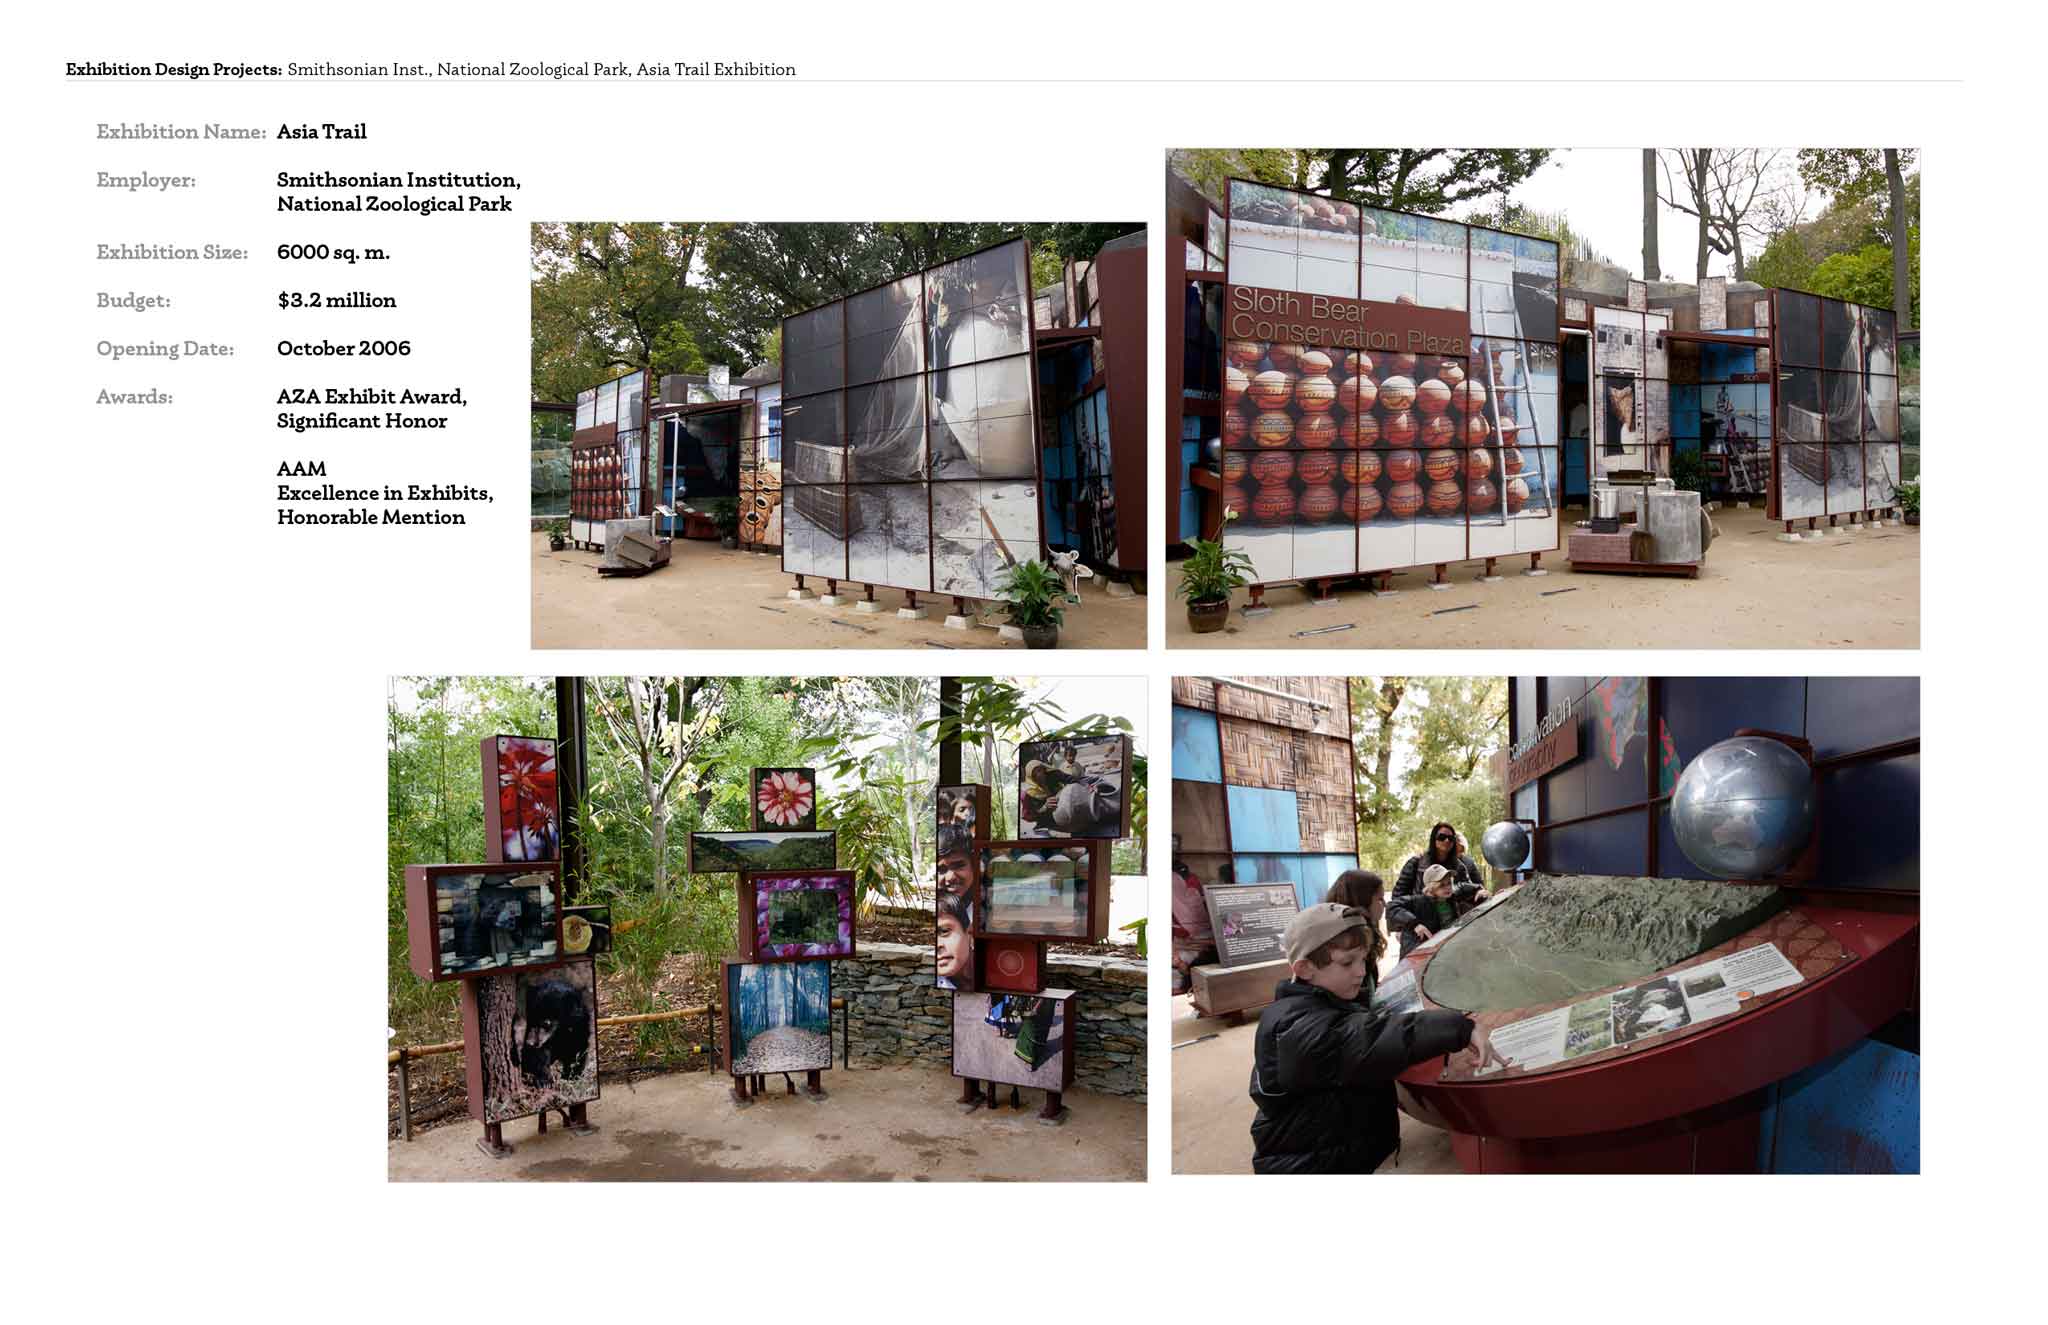 Exhibition Design Projects: Smithsonian Inst., National Zoological Park, Asia Trail Exhibition
Exhibition Name: Asia Trail
Employer: Smithsonian Institution,
National Zoological Park
Exhibition Size: 6000 sq. m.
Budget: $3.2 million
Opening Date: October 2006
Awards: AZA Exhibit Award,
Significant Honor
AAM
Excellence in Exhibits,
Honorable Mention
Sloth Bear
Conservation Plaza